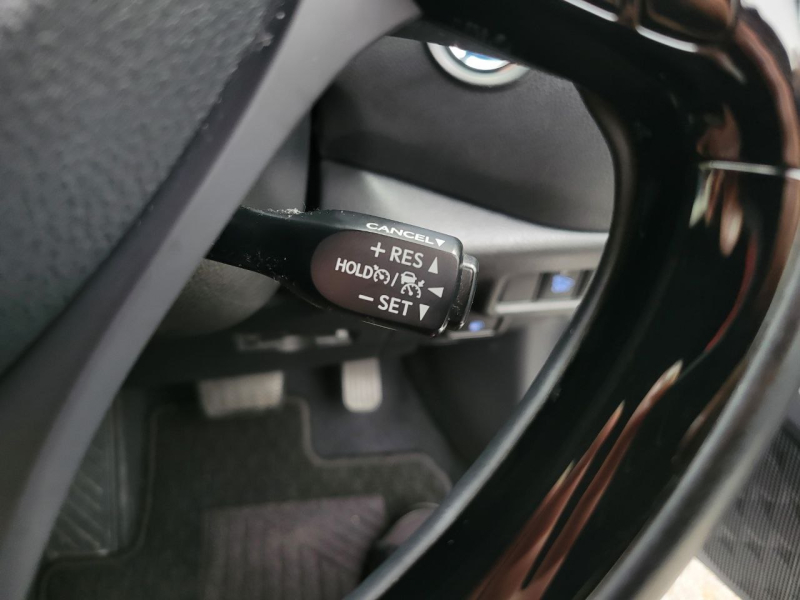 CANCEL▼
+ RES ▲
HOLD / ◀
− SET ▼